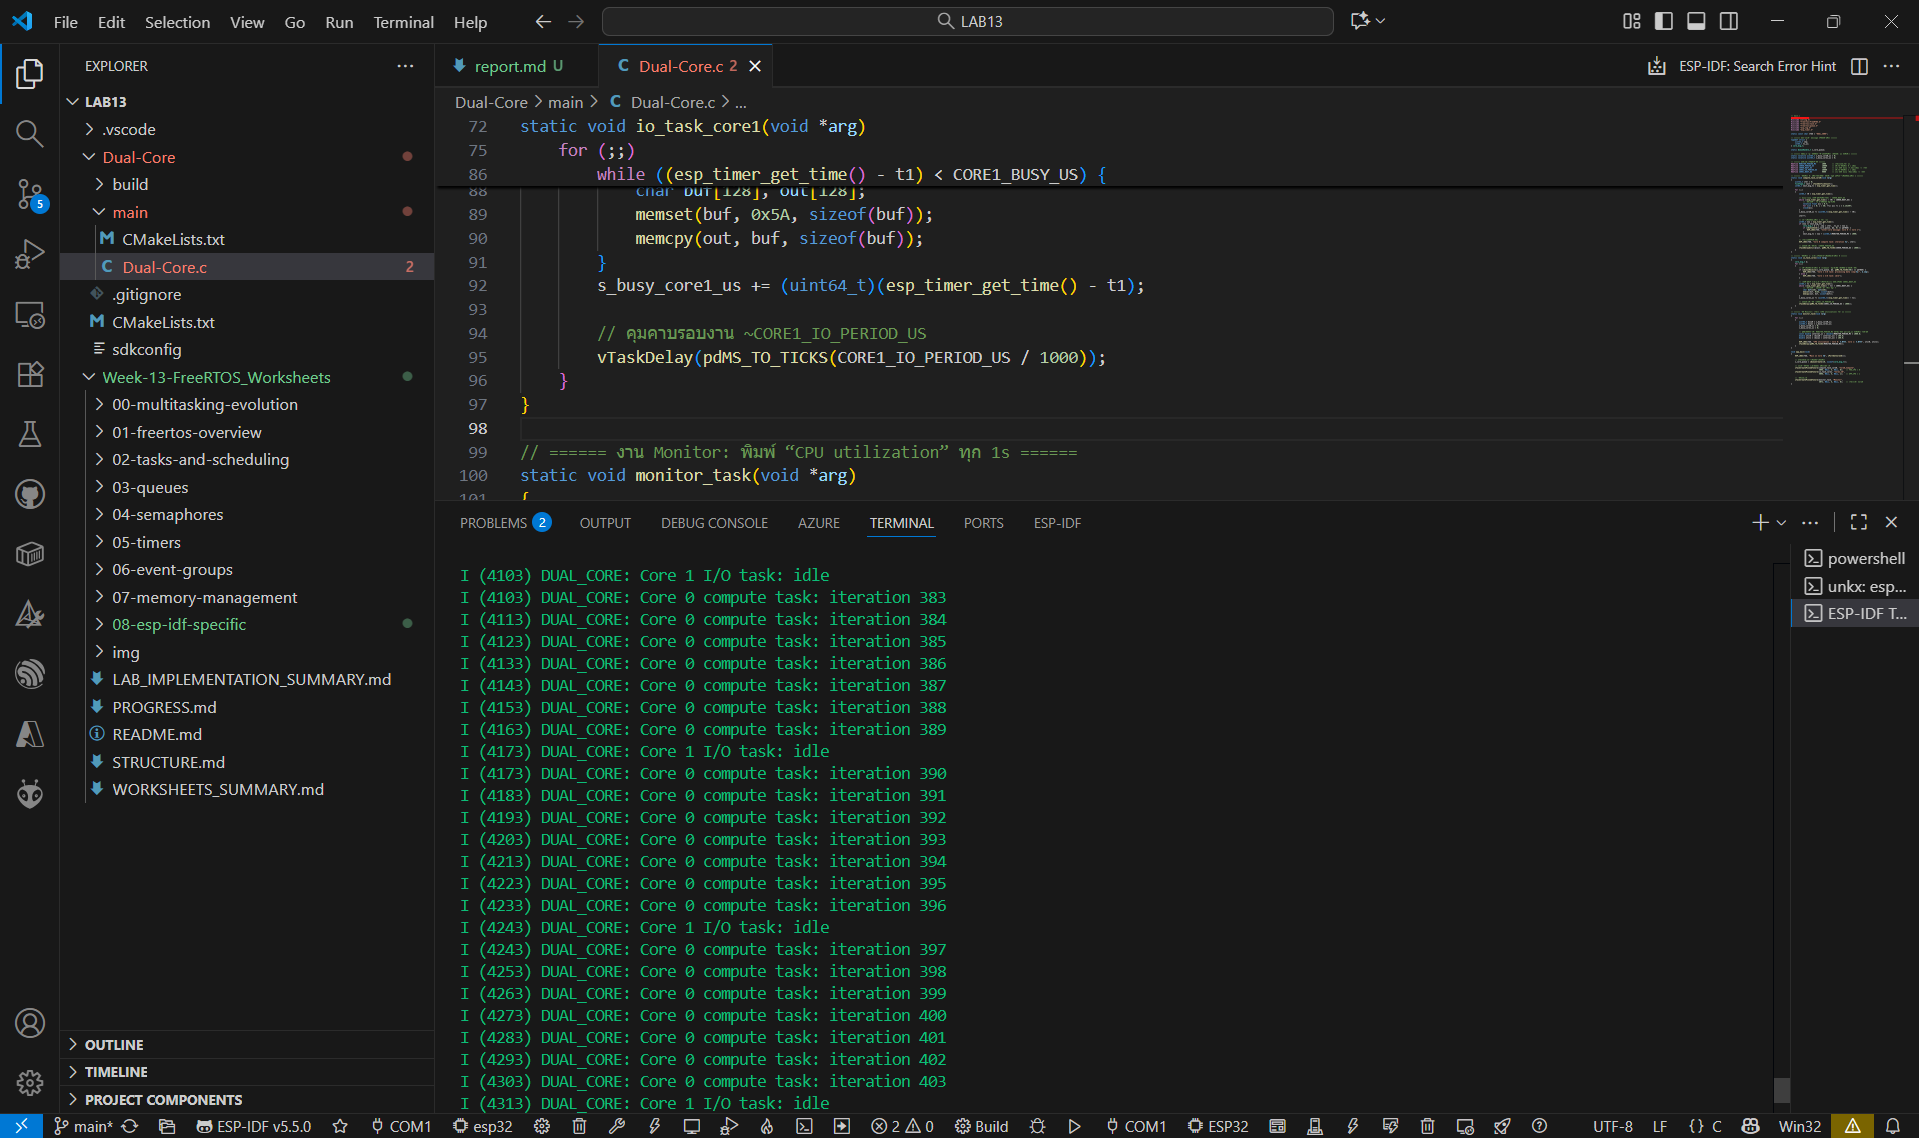 File Edit Selection View Go Run Terminal Help
LAB13
EXPLORER
LAB13
.vscode
Dual-Core
build
main
CMakeLists.txt
Dual-Core.c 2
.gitignore
CMakeLists.txt
sdkconfig
Week-13-FreeRTOS_Worksheets
00-multitasking-evolution
01-freertos-overview
02-tasks-and-scheduling
03-queues
04-semaphores
05-timers
06-event-groups
07-memory-management
08-esp-idf-specific
img
LAB_IMPLEMENTATION_SUMMARY.md
PROGRESS.md
README.md
STRUCTURE.md
WORKSHEETS_SUMMARY.md
OUTLINE
TIMELINE
PROJECT COMPONENTS
5
report.md U
Dual-Core.c 2
ESP-IDF: Search Error Hint
Dual-Core > main > C Dual-Core.c > ...
72 static void io_task_core1(void *arg)
75 for (;;)
86 while ((esp_timer_get_time() - t1) < CORE1_BUSY_US) {
88 char buf[128], out[128];
89 memset(buf, 0x5A, sizeof(buf));
90 memcpy(out, buf, sizeof(buf));
91 }
92 s_busy_core1_us += (uint64_t)(esp_timer_get_time() - t1);
93
94 // คุมคาบรอบงาน ~CORE1_IO_PERIOD_US
95 vTaskDelay(pdMS_TO_TICKS(CORE1_IO_PERIOD_US / 1000));
96 }
97 }
98
99 // ====== งาน Monitor: พิมพ์ “CPU utilization” ทุก 1s ======
100 static void monitor_task(void *arg)
101 {
PROBLEMS 2 OUTPUT DEBUG CONSOLE AZURE TERMINAL PORTS ESP-IDF
I (4103) DUAL_CORE: Core 1 I/O task: idle
I (4103) DUAL_CORE: Core 0 compute task: iteration 383
I (4113) DUAL_CORE: Core 0 compute task: iteration 384
I (4123) DUAL_CORE: Core 0 compute task: iteration 385
I (4133) DUAL_CORE: Core 0 compute task: iteration 386
I (4143) DUAL_CORE: Core 0 compute task: iteration 387
I (4153) DUAL_CORE: Core 0 compute task: iteration 388
I (4163) DUAL_CORE: Core 0 compute task: iteration 389
I (4173) DUAL_CORE: Core 1 I/O task: idle
I (4173) DUAL_CORE: Core 0 compute task: iteration 390
I (4183) DUAL_CORE: Core 0 compute task: iteration 391
I (4193) DUAL_CORE: Core 0 compute task: iteration 392
I (4203) DUAL_CORE: Core 0 compute task: iteration 393
I (4213) DUAL_CORE: Core 0 compute task: iteration 394
I (4223) DUAL_CORE: Core 0 compute task: iteration 395
I (4233) DUAL_CORE: Core 0 compute task: iteration 396
I (4243) DUAL_CORE: Core 1 I/O task: idle
I (4243) DUAL_CORE: Core 0 compute task: iteration 397
I (4253) DUAL_CORE: Core 0 compute task: iteration 398
I (4263) DUAL_CORE: Core 0 compute task: iteration 399
I (4273) DUAL_CORE: Core 0 compute task: iteration 400
I (4283) DUAL_CORE: Core 0 compute task: iteration 401
I (4293) DUAL_CORE: Core 0 compute task: iteration 402
I (4303) DUAL_CORE: Core 0 compute task: iteration 403
I (4313) DUAL_CORE: Core 1 I/O task: idle
powershell
unkx: esp...
ESP-IDF T...
main* ESP-IDF v5.5.0 COM1 esp32 2 0 Build COM1 ESP32 UTF-8 LF {} C Win32